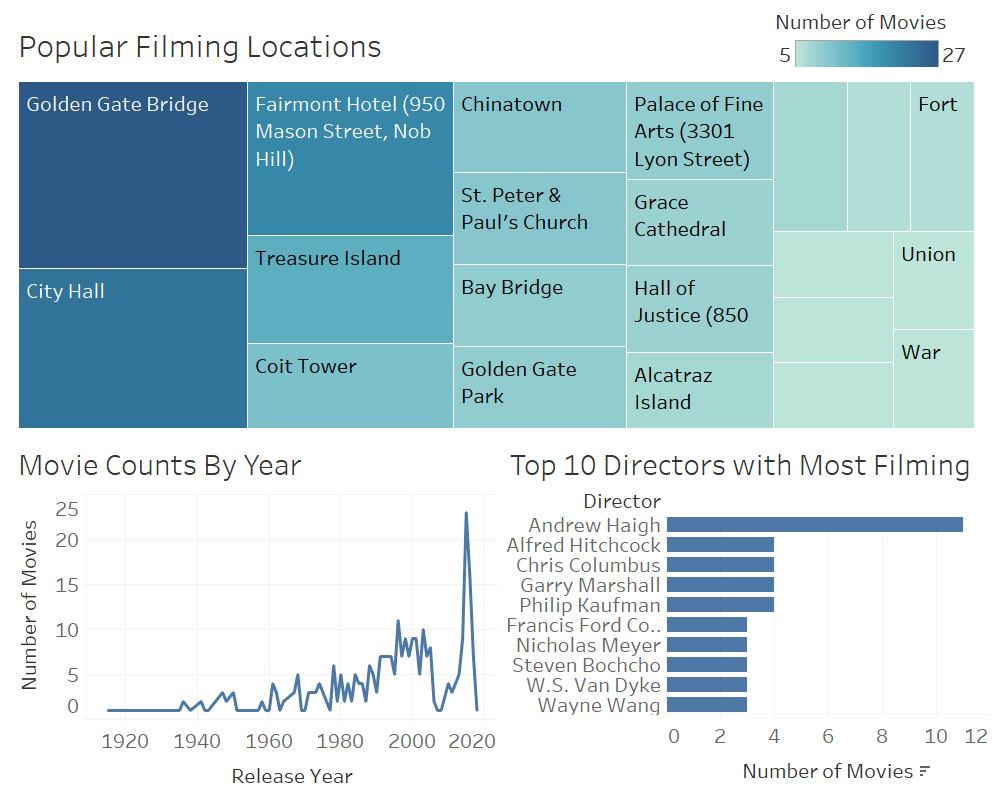 Number of Movies
5 27
Popular Filming Locations
Golden Gate Bridge
City Hall
Fairmont Hotel (950
Mason Street, Nob
Hill)
Treasure Island
Coit Tower
Chinatown
St. Peter &
Paul's Church
Bay Bridge
Golden Gate
Park
Palace of Fine
Arts (3301
Lyon Street)
Grace
Cathedral
Hall of
Justice (850
Alcatraz
Island
Fort
Union
War
Movie Counts By Year
Number of Movies
25
20
15
10
5
0
1920 1940 1960 1980 2000 2020
Release Year
Top 10 Directors with Most Filming
Director
Andrew Haigh
Alfred Hitchcock
Chris Columbus
Garry Marshall
Philip Kaufman
Francis Ford Co..
Nicholas Meyer
Steven Bochcho
W.S. Van Dyke
Wayne Wang
0 2 4 6 8 10 12
Number of Movies